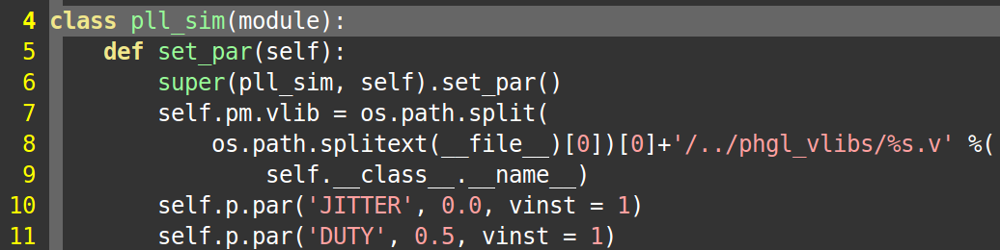 4 class pll_sim(module):
5     def set_par(self):
6         super(pll_sim, self).set_par()
7         self.pm.vlib = os.path.split(
8             os.path.splitext(__file__)[0])[0]+'/../phgl_vlibs/%s.v' %(
9                 self.__class__.__name__)
10         self.p.par('JITTER', 0.0, vinst = 1)
11         self.p.par('DUTY', 0.5, vinst = 1)